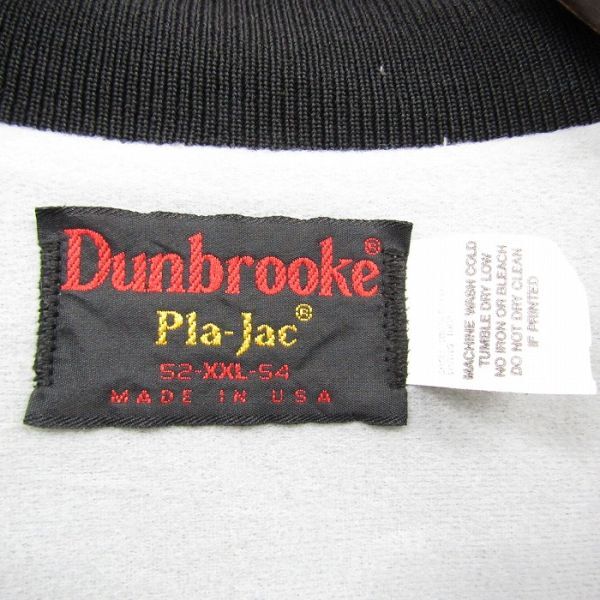 Dunbrooke®
Pla-Jac®
52-XXL-54
MADE IN USA
MACHINE WASH COLD
TUMBLE DRY LOW
NO IRON OR BLEACH
DO NOT DRY CLEAN
IF PRINTED